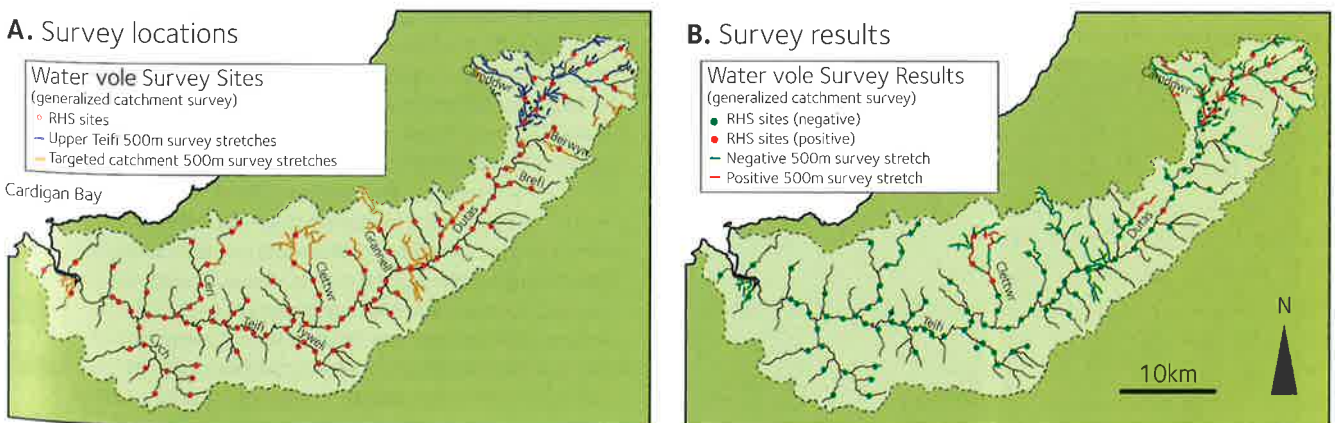 A. Survey locations
Water vole Survey Sites
(generalized catchment survey)
RHS sites
Upper Teifi 500m survey stretches
Targeted catchment 500m survey stretches
Cardigan Bay
Berwyn
Brefi
Dulas
Grannell
Clettwr
Ceri
Teifi
Tyweli
Cych
B. Survey results
Water vole Survey Results
(generalized catchment survey)
RHS sites (negative)
RHS sites (positive)
Negative 500m survey stretch
Positive 500m survey stretch
Dulas
Clettwr
Teifi
N
10km